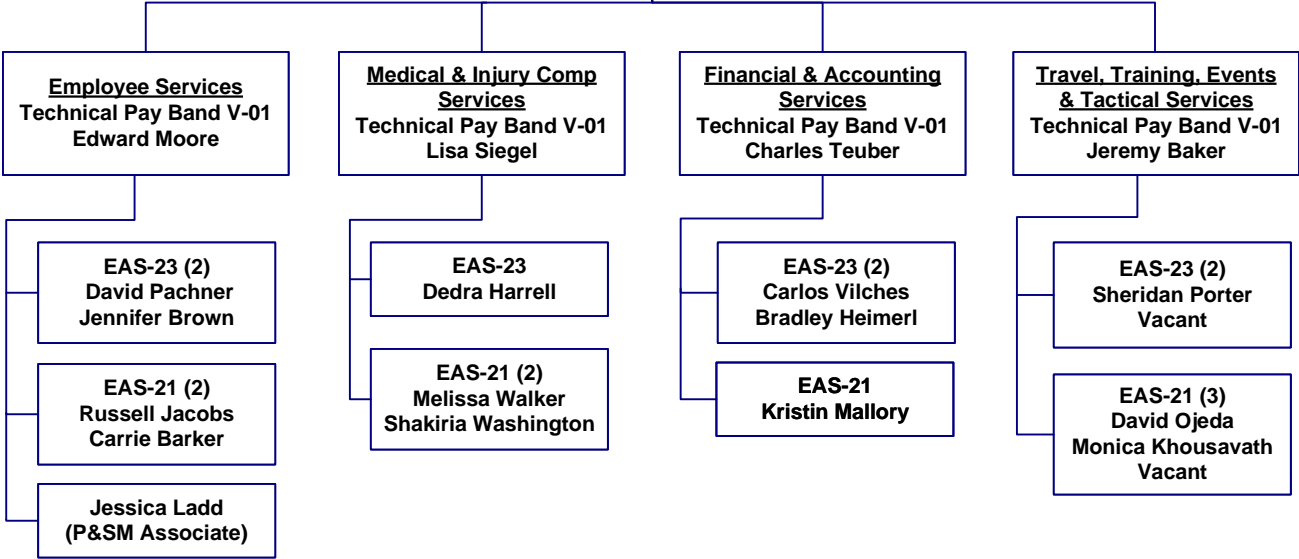 Employee Services
Technical Pay Band V-01
Edward Moore
EAS-23 (2)
David Pachner
Jennifer Brown
EAS-21 (2)
Russell Jacobs
Carrie Barker
Jessica Ladd
(P&SM Associate)
Medical & Injury Comp
Services
Technical Pay Band V-01
Lisa Siegel
EAS-23
Dedra Harrell
EAS-21 (2)
Melissa Walker
Shakiria Washington
Financial & Accounting
Services
Technical Pay Band V-01
Charles Teuber
EAS-23 (2)
Carlos Vilches
Bradley Heimerl
EAS-21
Kristin Mallory
Travel, Training, Events
& Tactical Services
Technical Pay Band V-01
Jeremy Baker
EAS-23 (2)
Sheridan Porter
Vacant
EAS-21 (3)
David Ojeda
Monica Khousavath
Vacant